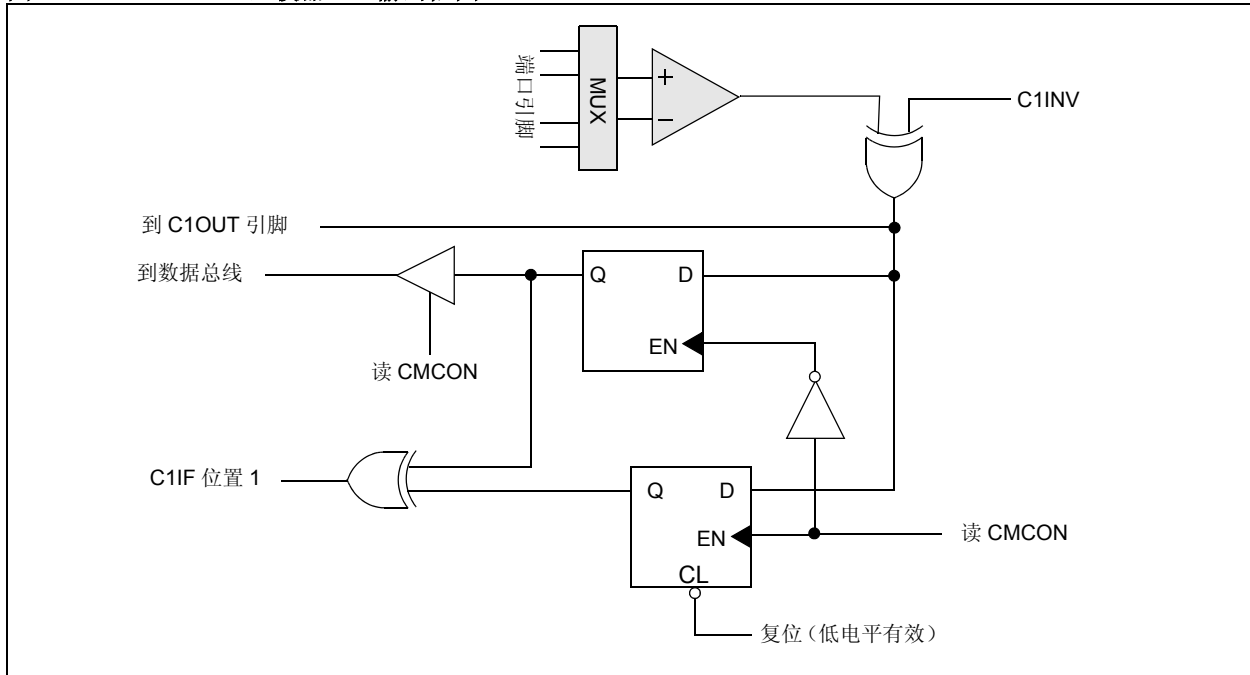 端口引脚
MUX
+
–
C1INV
到 C1OUT 引脚
到数据总线
Q D
EN
读 CMCON
C1IF 位置 1
Q D
EN
CL
读 CMCON
复位（低电平有效）